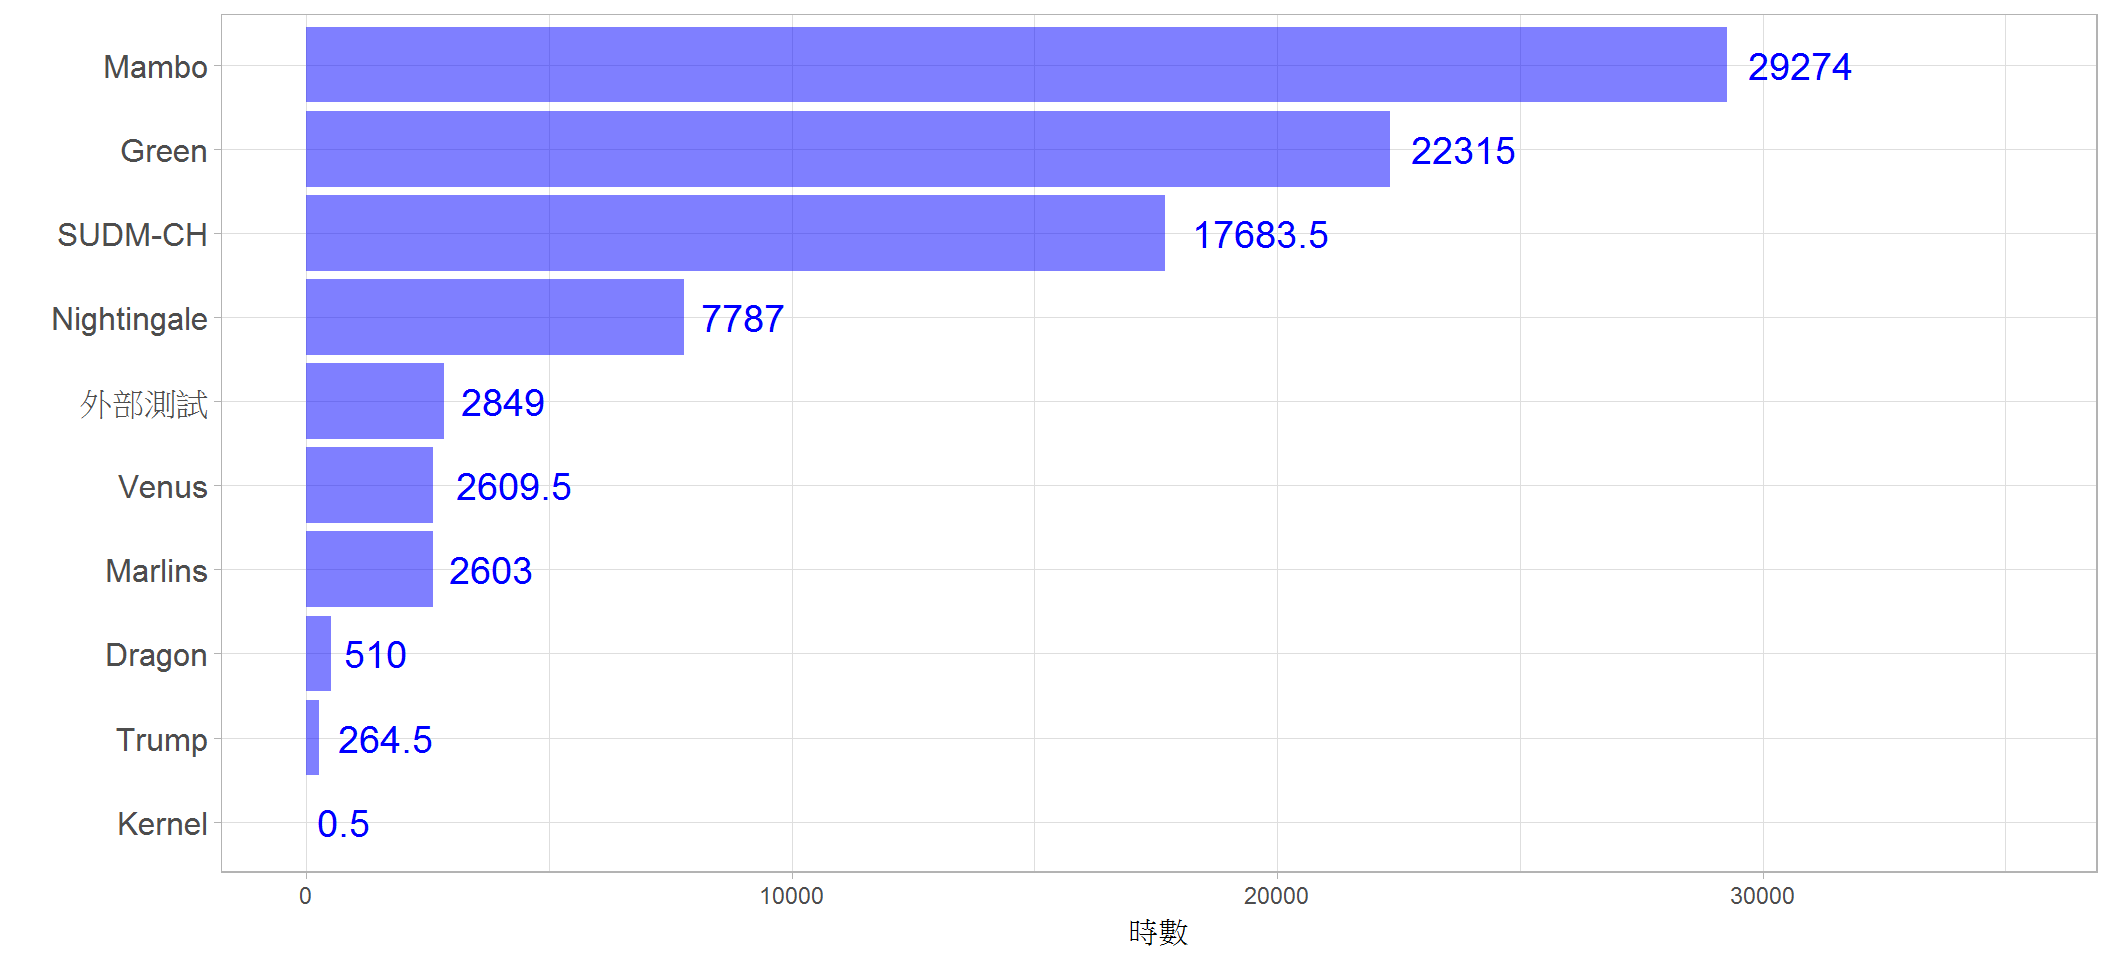 Mambo 29274
Green 22315
SUDM-CH 17683.5
Nightingale 7787
外部測試 2849
Venus 2609.5
Marlins 2603
Dragon 510
Trump 264.5
Kernel 0.5
0 10000 20000 30000
時數